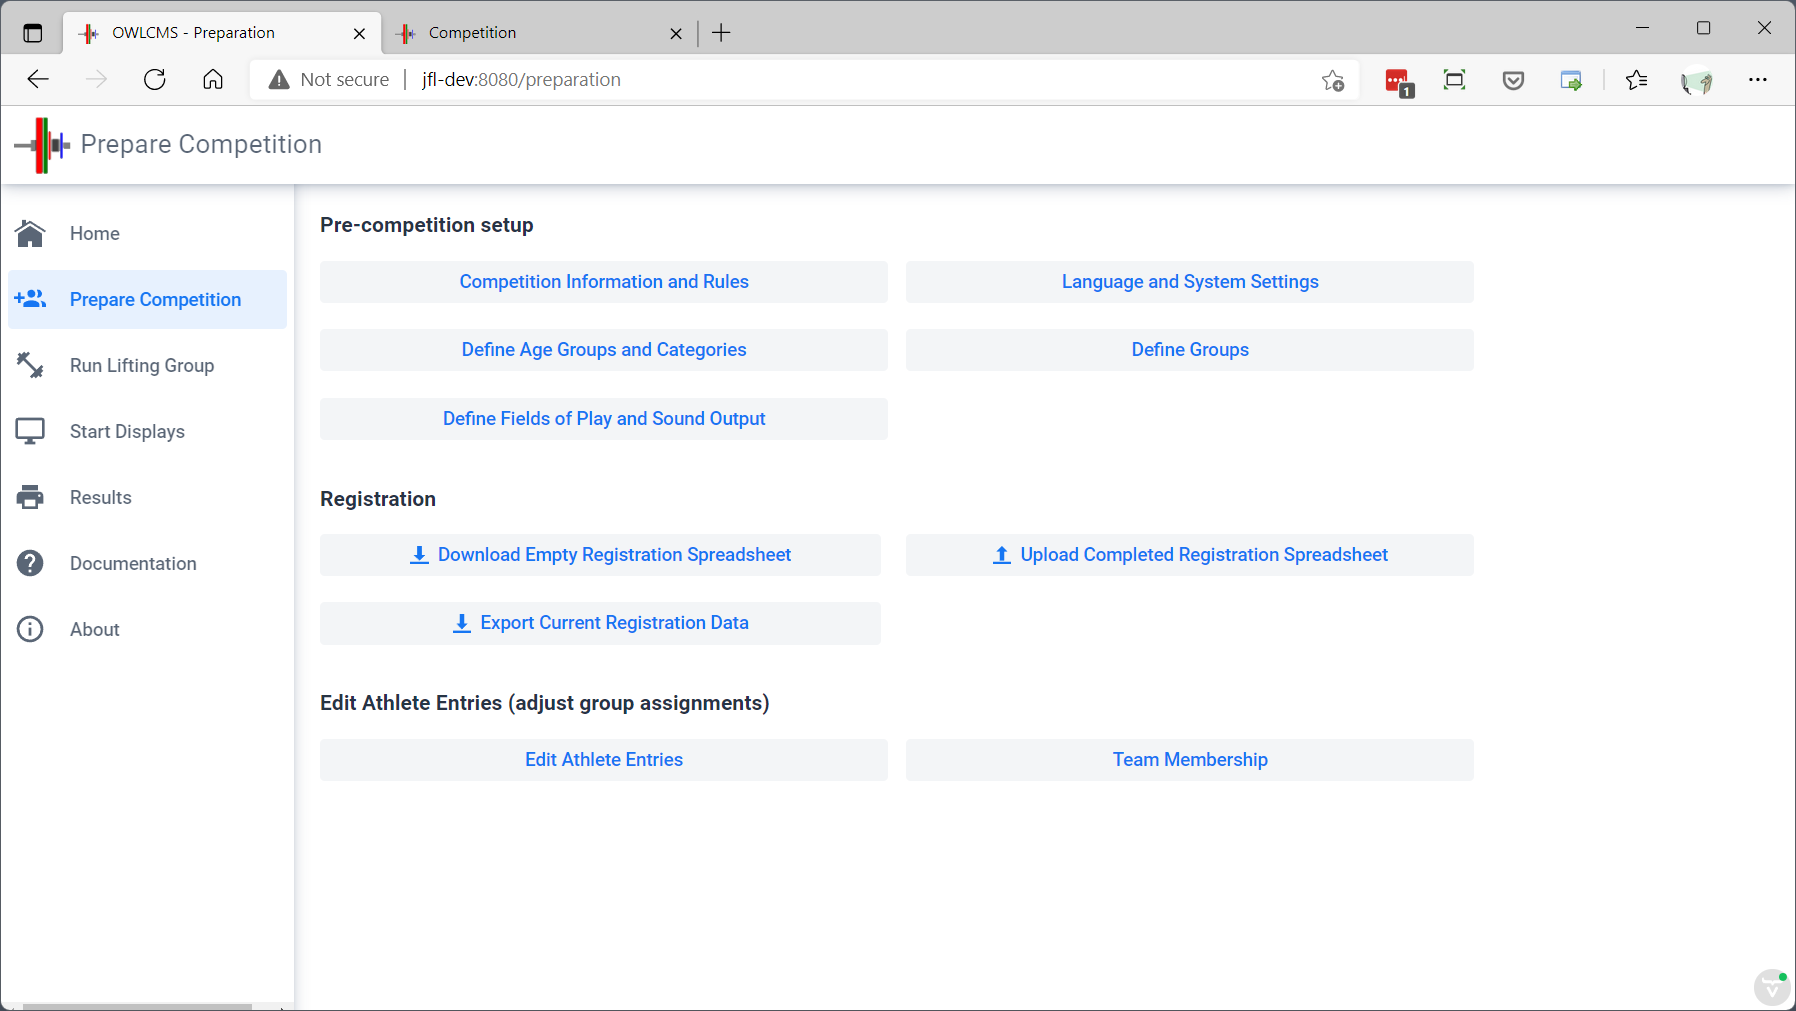 OWLCMS - Preparation
Competition
Not secure
jfl-dev:8080/preparation
1
Prepare Competition
Home
Prepare Competition
Run Lifting Group
Start Displays
Results
Documentation
About
Pre-competition setup
Competition Information and Rules
Language and System Settings
Define Age Groups and Categories
Define Groups
Define Fields of Play and Sound Output
Registration
Download Empty Registration Spreadsheet
Upload Completed Registration Spreadsheet
Export Current Registration Data
Edit Athlete Entries (adjust group assignments)
Edit Athlete Entries
Team Membership